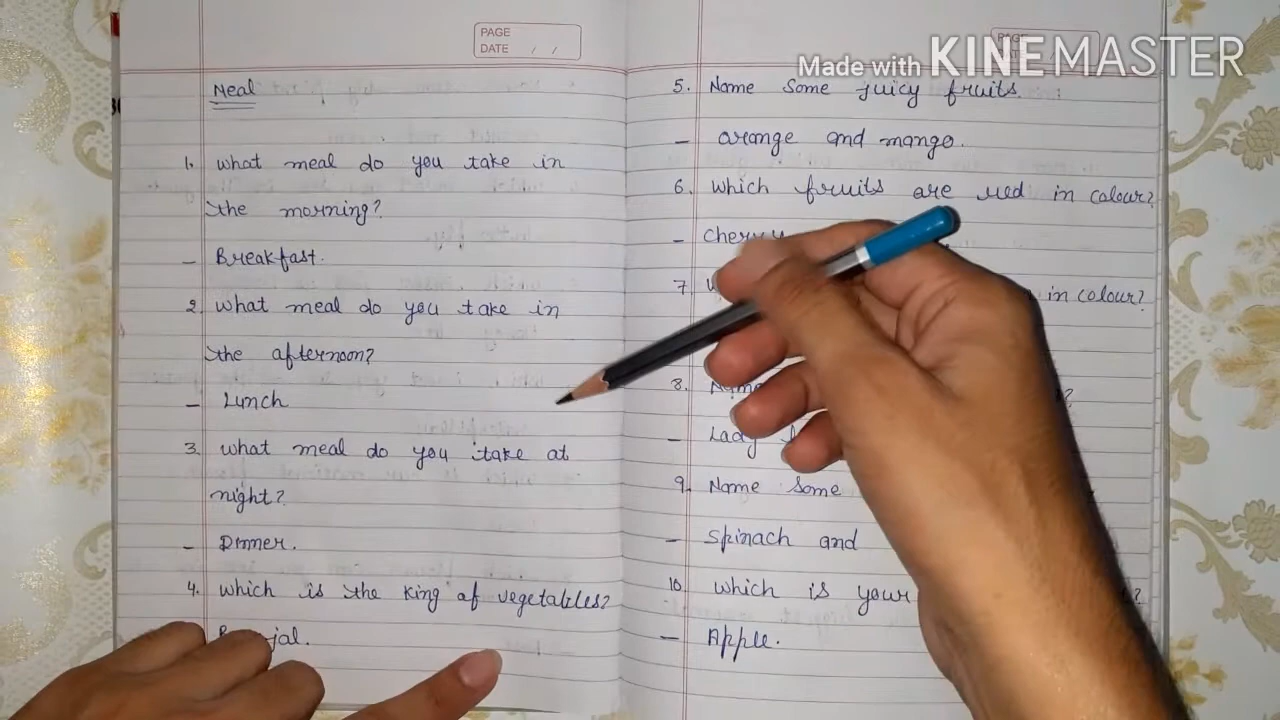 PAGE
DATE / /
Meal
1. What meal do you take in
the morning?
- Breakfast.
2. What meal do you take in
the afternoon?
- Lunch
3. What meal do you take at
night?
- Dinner.
4. Which is the King of vegetables?
jal.
Made with KINEMASTER
PAGE
5. Name Some juicy fruits.
- orange and mango.
6. Which fruits are red in colour?
- Cherry
7. in colour?
8.
- Lady
9. Name Some
- Spinach and
10. Which is your ?
- Apple.